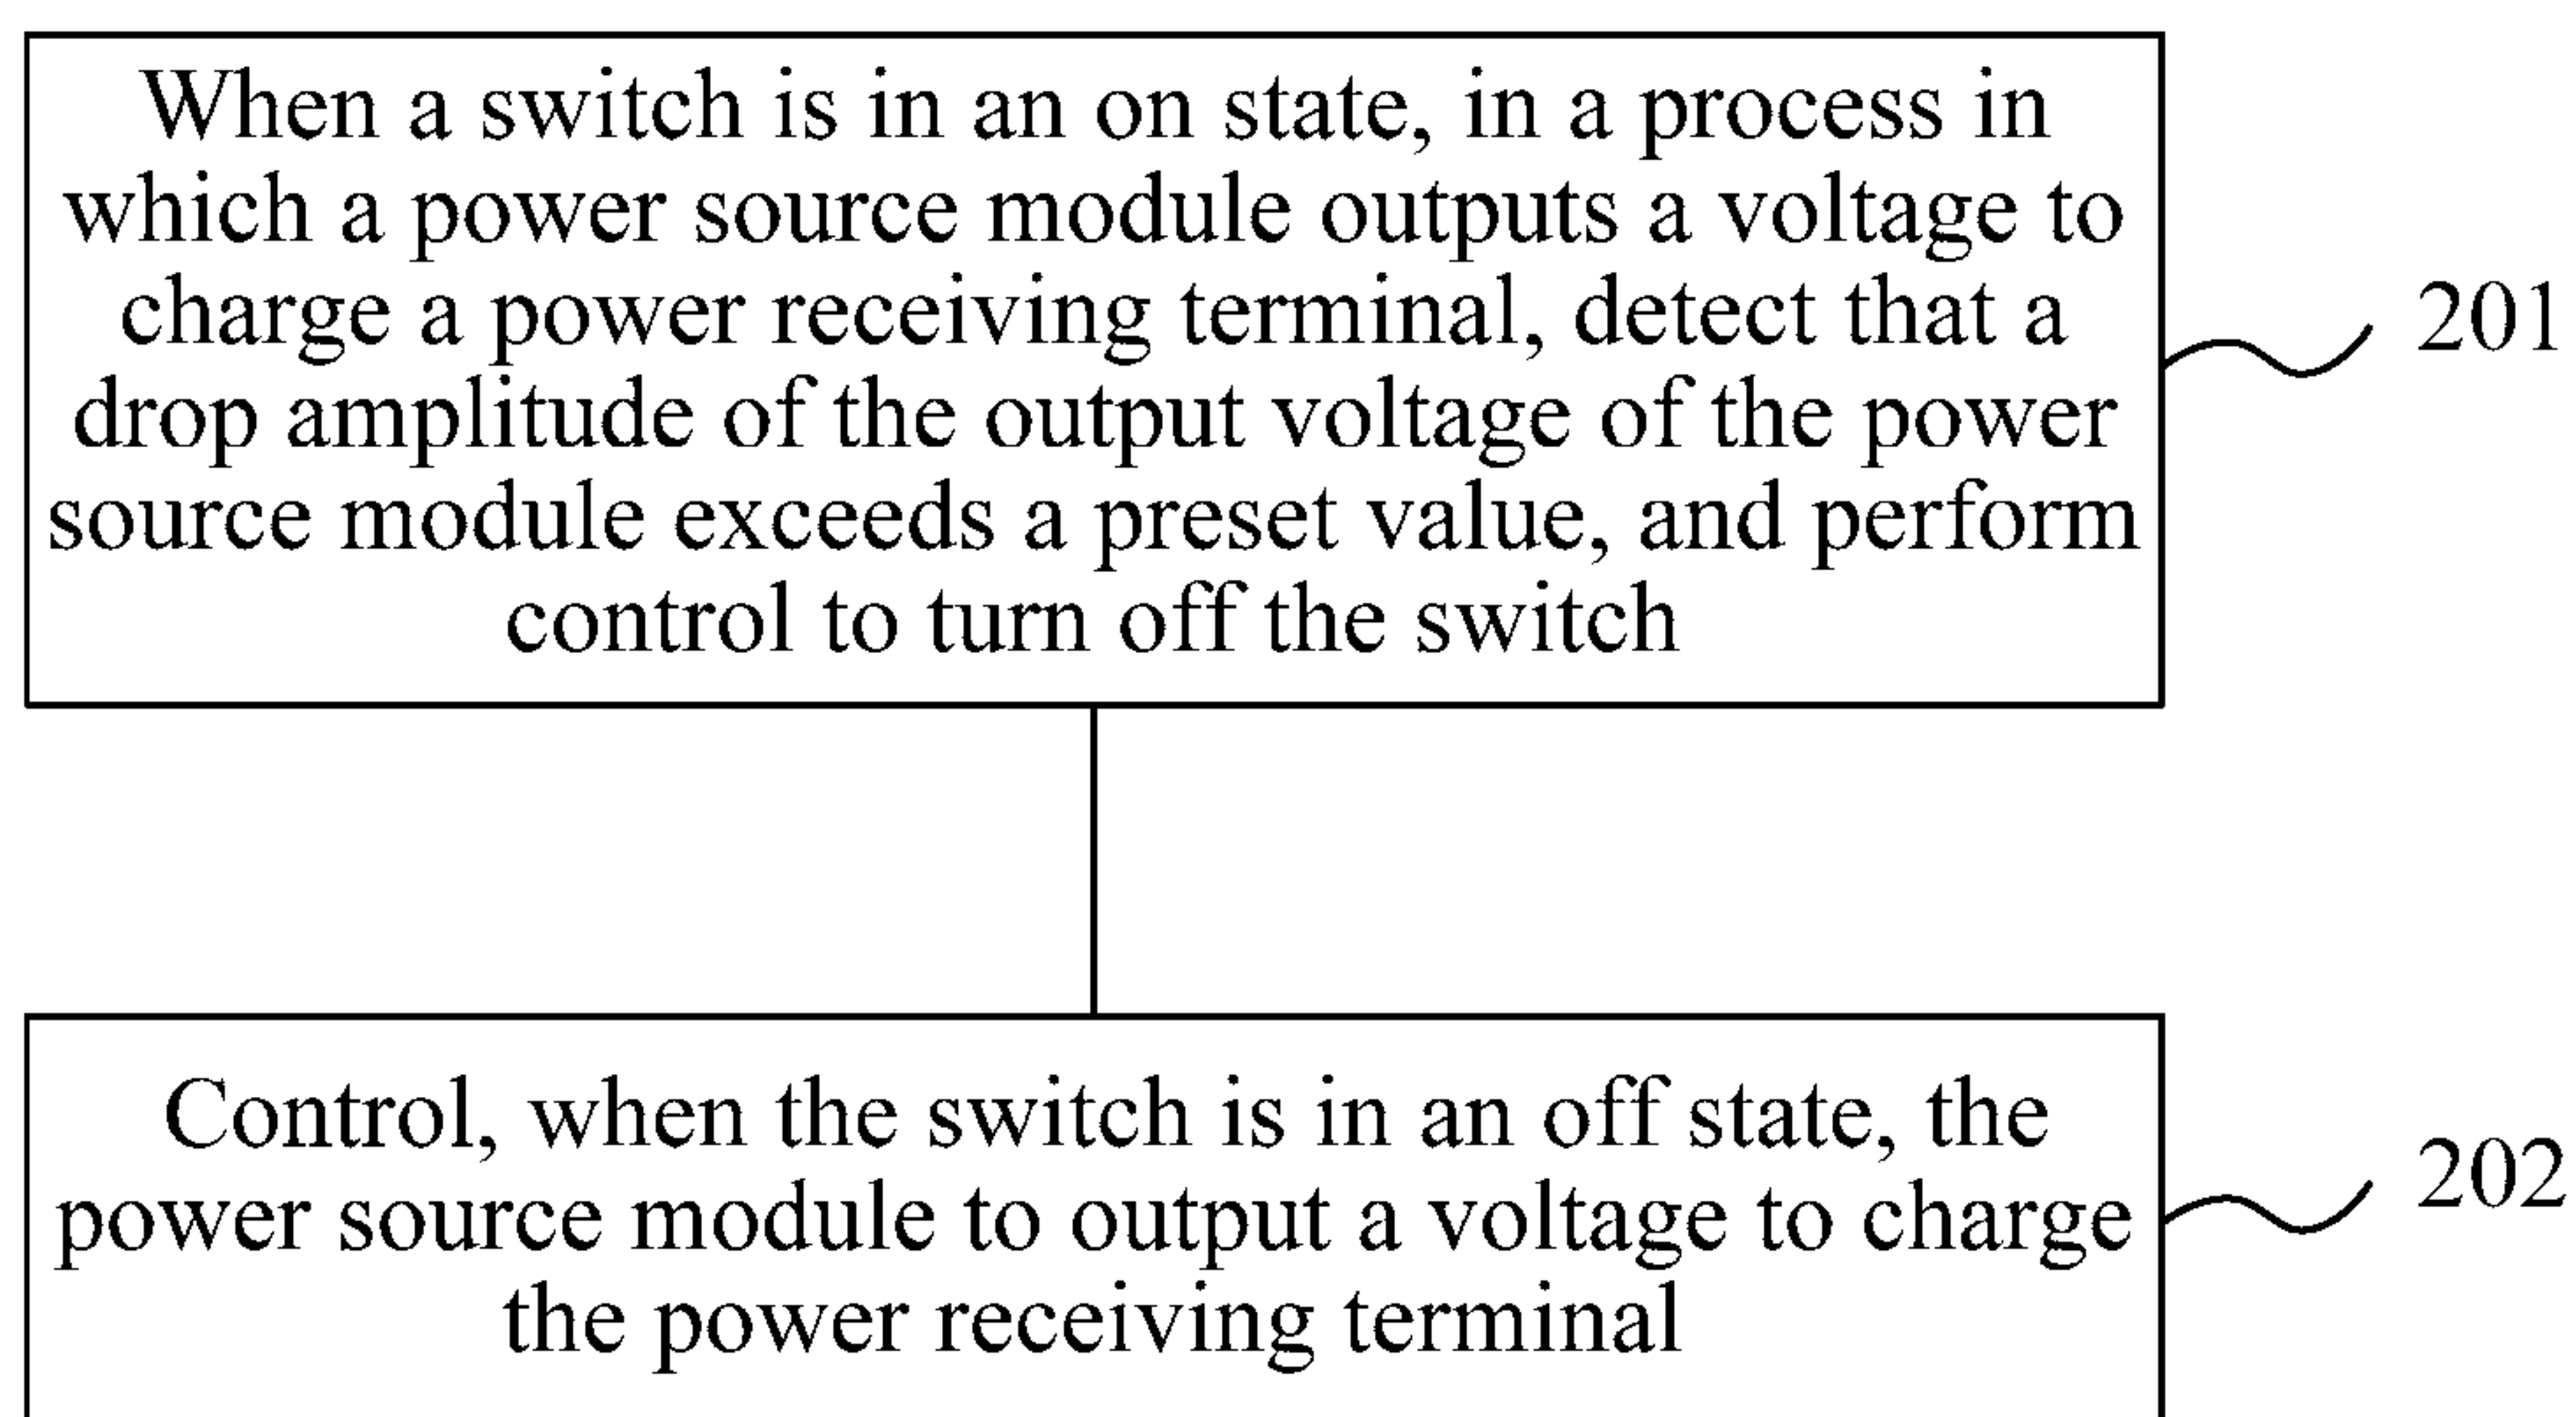 When a switch is in an on state, in a process in
which a power source module outputs a voltage to
charge a power receiving terminal, detect that a
drop amplitude of the output voltage of the power
source module exceeds a preset value, and perform
control to turn off the switch
201
Control, when the switch is in an off state, the
power source module to output a voltage to charge
the power receiving terminal
202